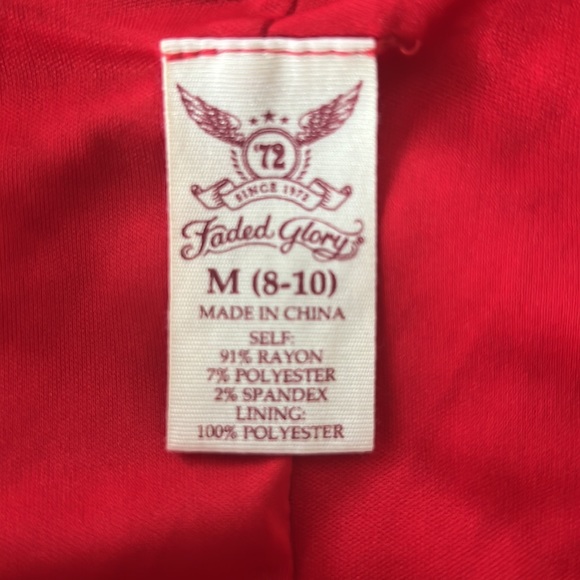 '72
SINCE 1972
Faded Glory
M (8-10)
MADE IN CHINA
SELF:
91% RAYON
7% POLYESTER
2% SPANDEX
LINING:
100% POLYESTER